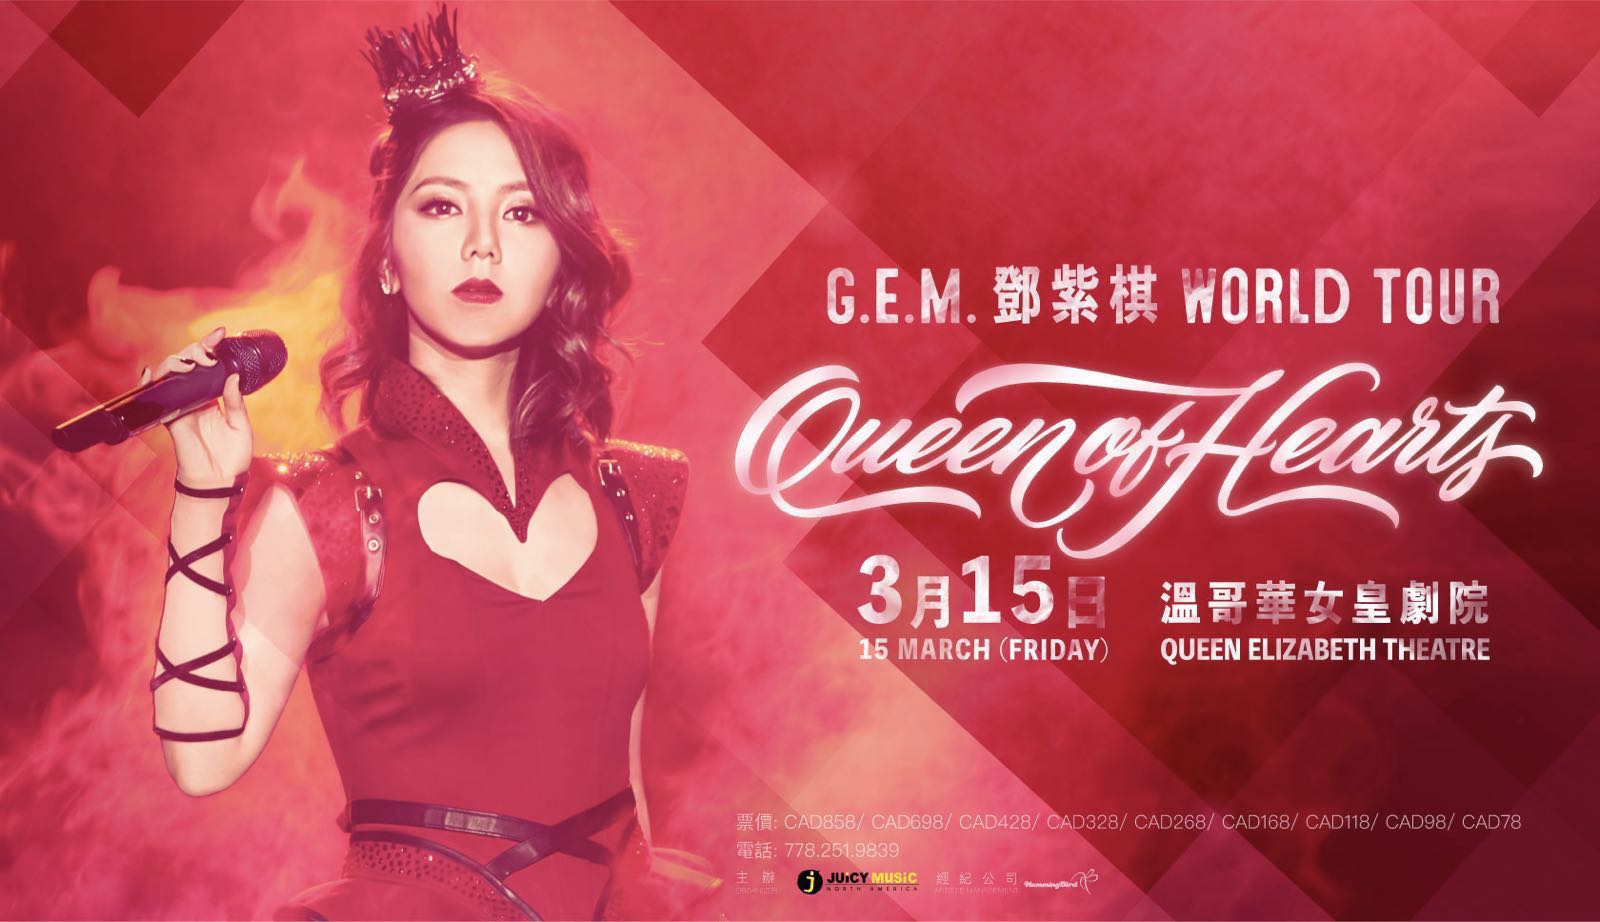 G.E.M. 鄧紫棋 WORLD TOUR
Queen of Hearts
3月15日
15 MARCH (FRIDAY)
溫哥華女皇劇院
QUEEN ELIZABETH THEATRE
票價: CAD858/ CAD698/ CAD428/ CAD328/ CAD268/ CAD168/ CAD118/ CAD98/ CAD78
電話: 778.251.9839
主辦 j JUICY MUSIC 經紀公司 HummingBird
ORGANIZER NORTH AMERICA ARTISTE MANAGEMENT